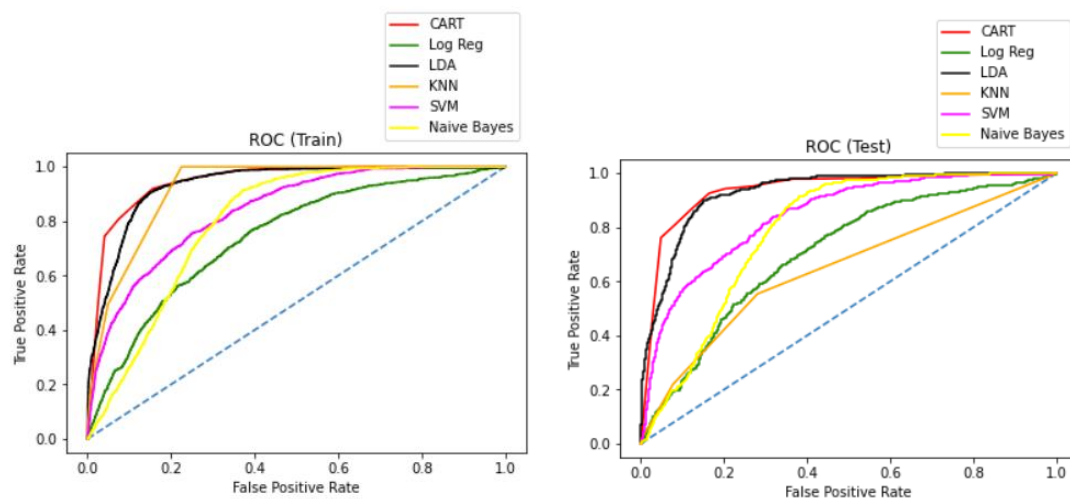 CART
Log Reg
LDA
KNN
SVM
Naive Bayes
ROC (Train)
1.0
0.8
0.6
0.4
0.2
0.0
True Positive Rate
0.0 0.2 0.4 0.6 0.8 1.0
False Positive Rate
CART
Log Reg
LDA
KNN
SVM
Naive Bayes
ROC (Test)
1.0
0.8
0.6
0.4
0.2
0.0
True Positive Rate
0.0 0.2 0.4 0.6 0.8 1.0
False Positive Rate